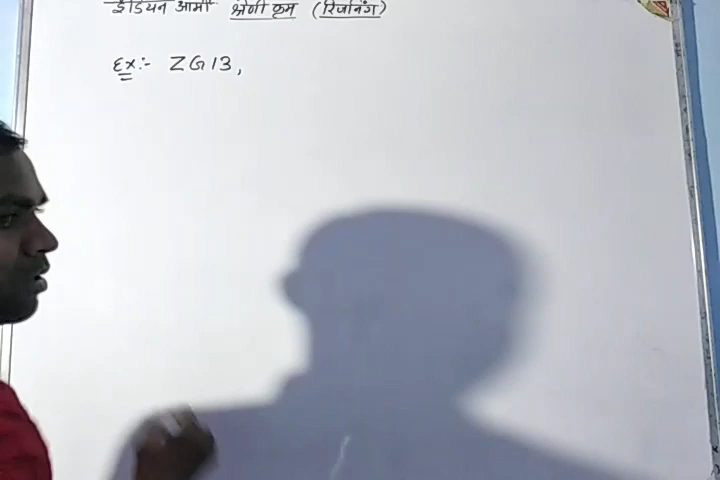 इंडियन आर्मी श्रेणी क्रम (रिजनिंग)
Ex:- ZG13,